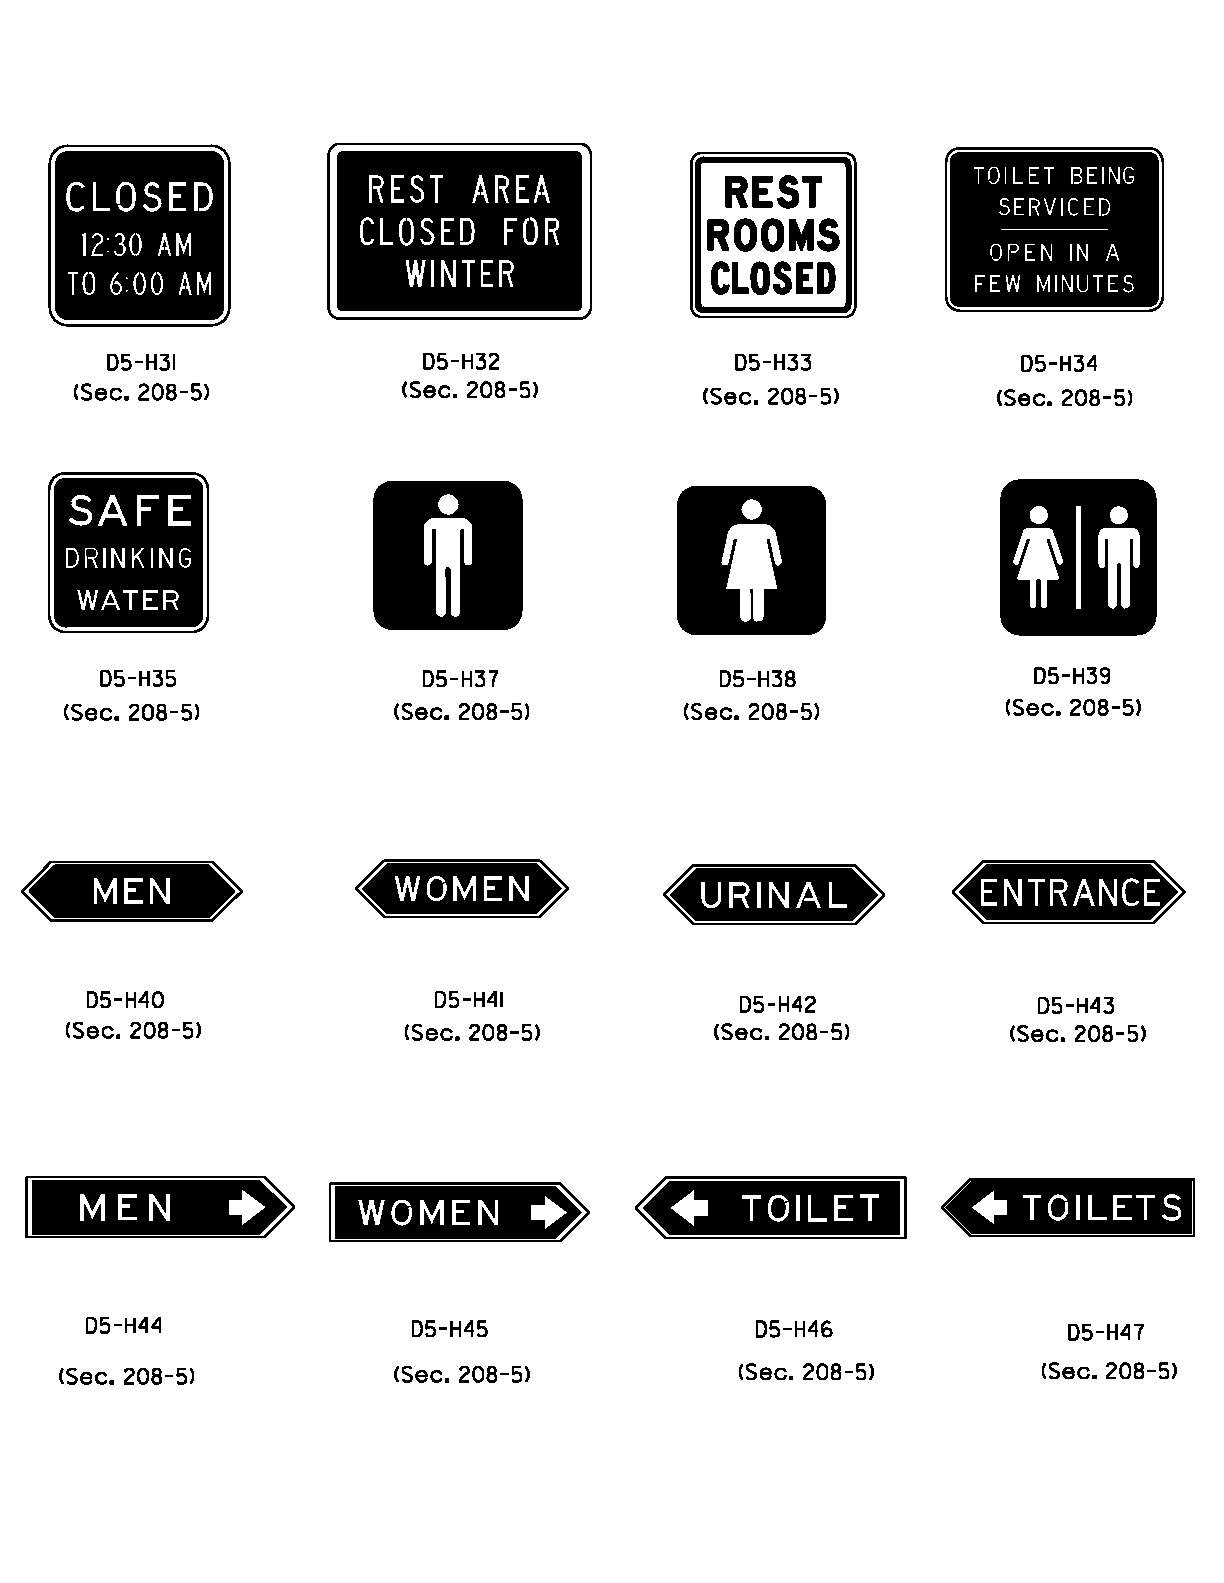 CLOSED
12:30 AM
TO 6:00 AM
D5-H31
(Sec. 208-5)
REST AREA
CLOSED FOR
WINTER
D5-H32
(Sec. 208-5)
REST
ROOMS
CLOSED
D5-H33
(Sec. 208-5)
TOILET BEING
SERVICED
OPEN IN A
FEW MINUTES
D5-H34
(Sec. 208-5)
SAFE
DRINKING
WATER
D5-H35
(Sec. 208-5)
D5-H37
(Sec. 208-5)
D5-H38
(Sec. 208-5)
D5-H39
(Sec. 208-5)
MEN
D5-H40
(Sec. 208-5)
WOMEN
D5-H41
(Sec. 208-5)
URINAL
D5-H42
(Sec. 208-5)
ENTRANCE
D5-H43
(Sec. 208-5)
MEN
D5-H44
(Sec. 208-5)
WOMEN
D5-H45
(Sec. 208-5)
TOILET
D5-H46
(Sec. 208-5)
TOILETS
D5-H47
(Sec. 208-5)